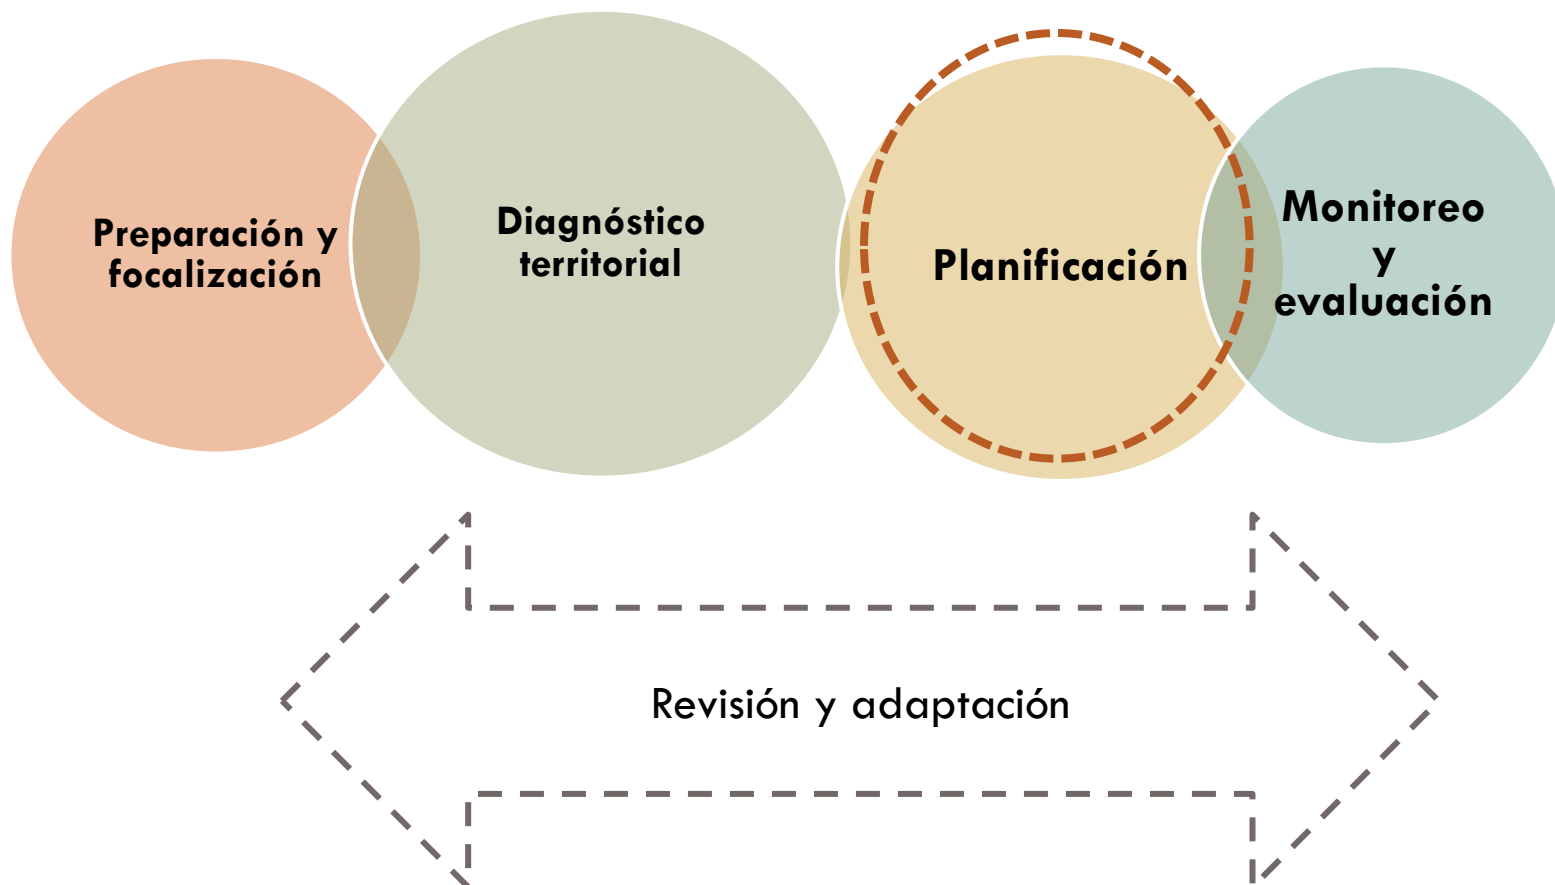 Preparación y
focalización
Diagnóstico
territorial
Planificación
Monitoreo
y
evaluación
Revisión y adaptación